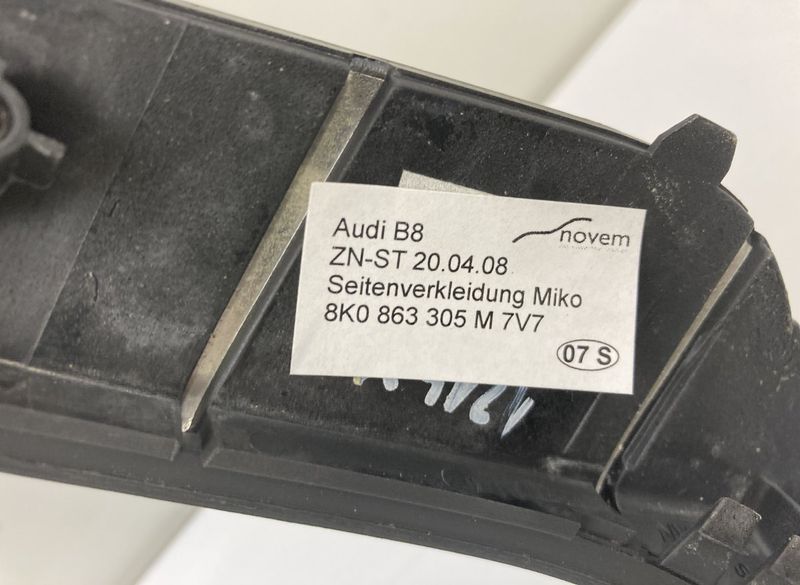 Audi B8
novem
ZN-ST 20.04.08
Seitenverkleidung Miko
8K0 863 305 M 7V7
07 S